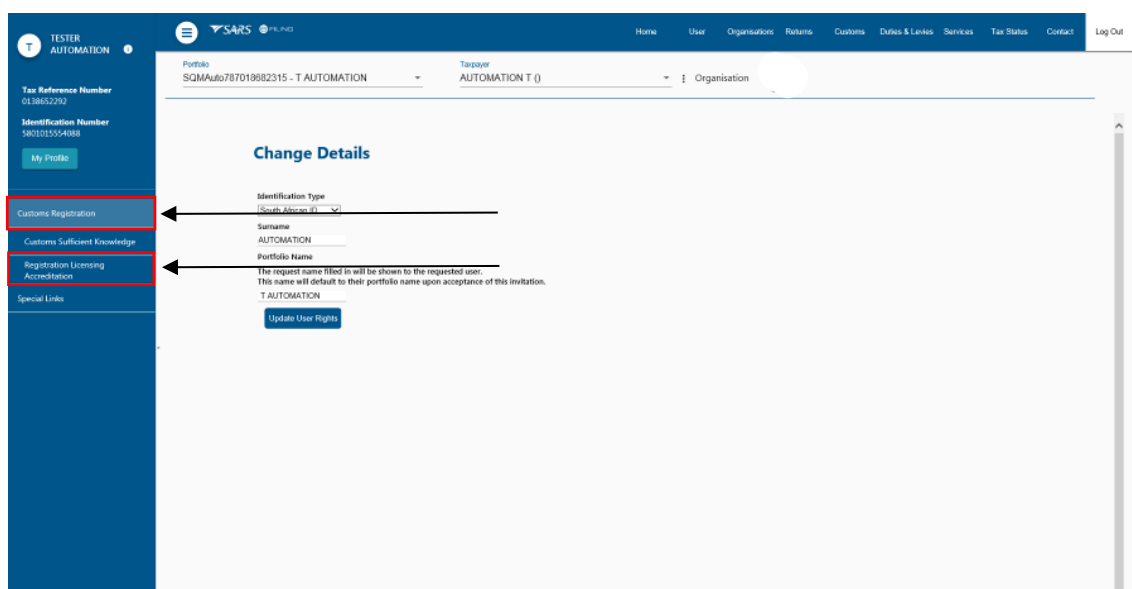 T
TESTER
AUTOMATION
Tax Reference Number
0138652292
Identification Number
5801015554088
My Profile
Customs Registration
Customs Sufficient Knowledge
Registration Licensing
Accreditation
Special Links
SARS eFILING
Home User Organisations Returns Customs Duties & Levies Services Tax Status Contact Log Out
Portfolio
SQMAuto787018682315 - T AUTOMATION
Taxpayer
AUTOMATION T ()
Organisation
Change Details
Identification Type
South African ID
Surname
AUTOMATION
Portfolio Name
The request name filled in will be shown to the requested user.
This name will default to their portfolio name upon acceptance of this invitation.
T AUTOMATION
Update User Rights